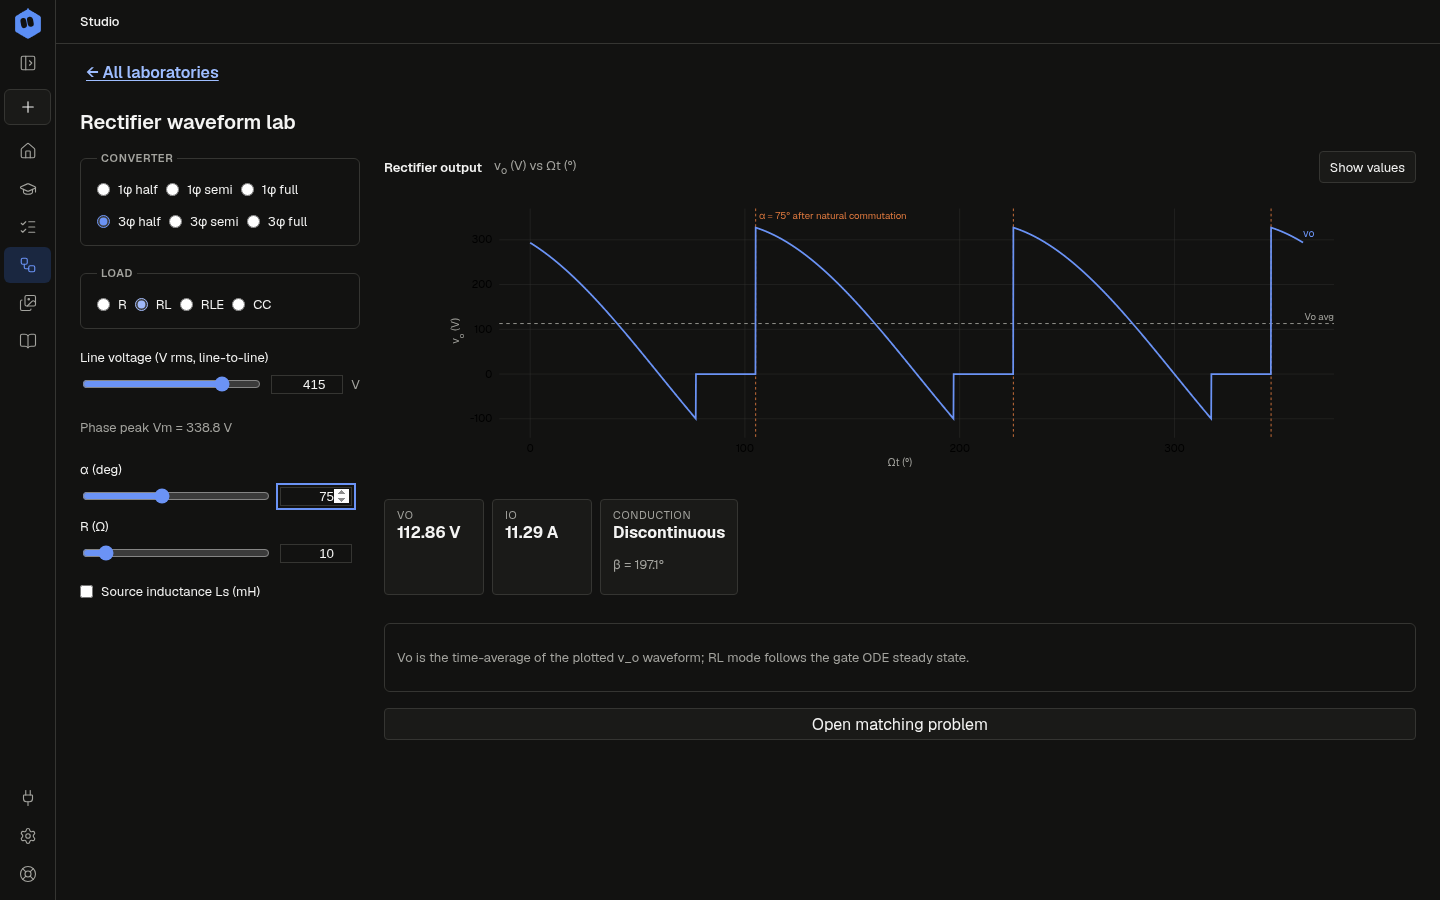 Studio
← All laboratories
Rectifier waveform lab
CONVERTER
1φ half 1φ semi 1φ full
3φ half 3φ semi 3φ full
LOAD
R RL RLE CC
Line voltage (V rms, line-to-line)
415 V
Phase peak Vm = 338.8 V
α (deg)
75
R (Ω)
10
Source inductance Ls (mH)
Rectifier output vo (V) vs Ωt (°)
Show values
α = 75° after natural commutation
vo
300
200
100
0
-100
vo (V)
Vo avg
0 100 200 300
Ωt (°)
VO
112.86 V
IO
11.29 A
CONDUCTION
Discontinuous
β = 197.1°
Vo is the time-average of the plotted v_o waveform; RL mode follows the gate ODE steady state.
Open matching problem